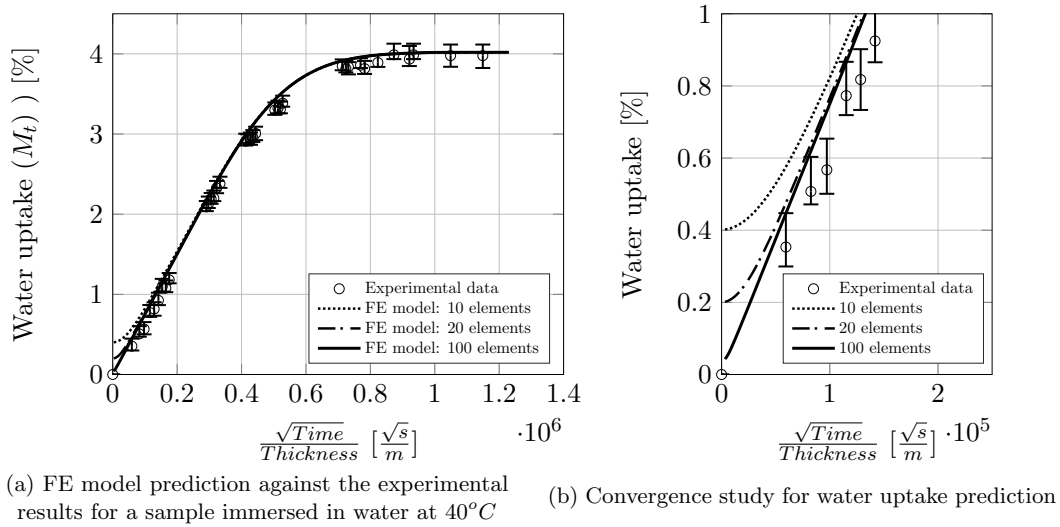 Water uptake (M_t) ) [%]
5
4
3
2
1
0
0 0.2 0.4 0.6 0.8 1 1.2 1.4
·10^6
√Time/Thickness [√s/m]
Experimental data
FE model: 10 elements
FE model: 20 elements
FE model: 100 elements
(a) FE model prediction against the experimental
results for a sample immersed in water at 40°C
Water uptake [%]
1
0.8
0.6
0.4
0.2
0
0 1 2
·10^5
√Time/Thickness [√s/m]
Experimental data
10 elements
20 elements
100 elements
(b) Convergence study for water uptake prediction